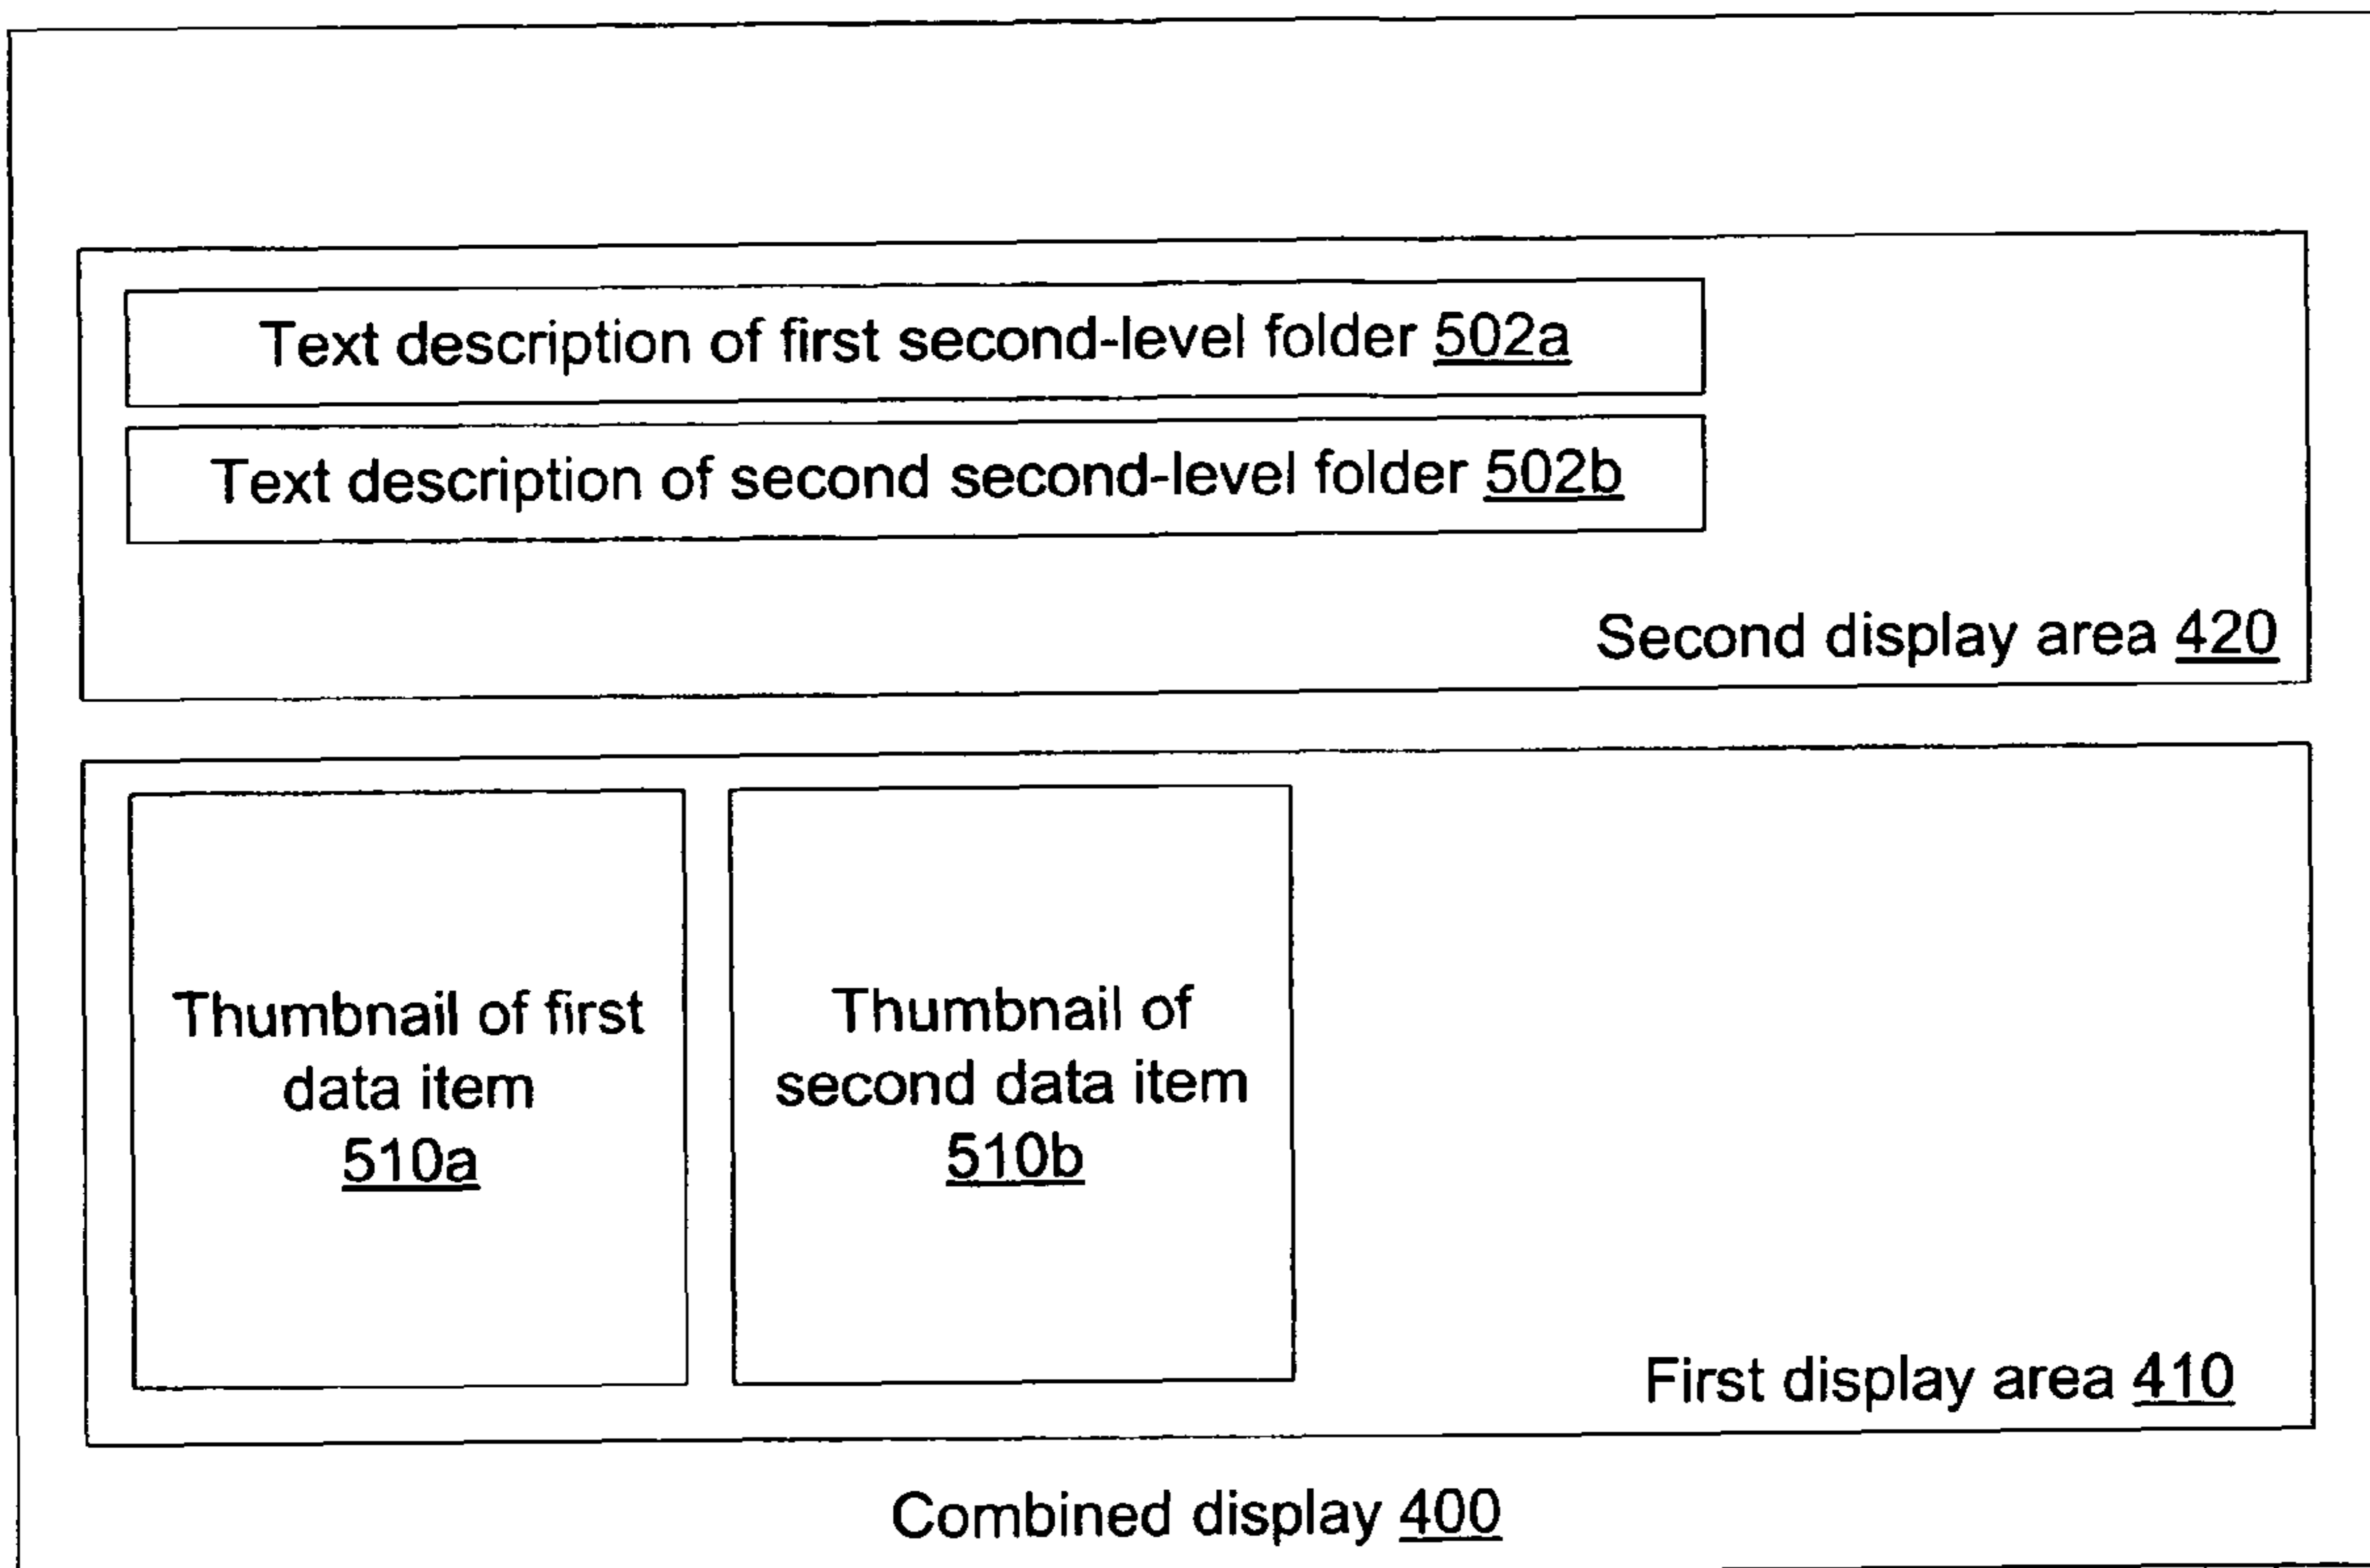 Text description of first second-level folder 502a
Text description of second second-level folder 502b
Second display area 420
Thumbnail of first
data item
510a
Thumbnail of
second data item
510b
First display area 410
Combined display 400